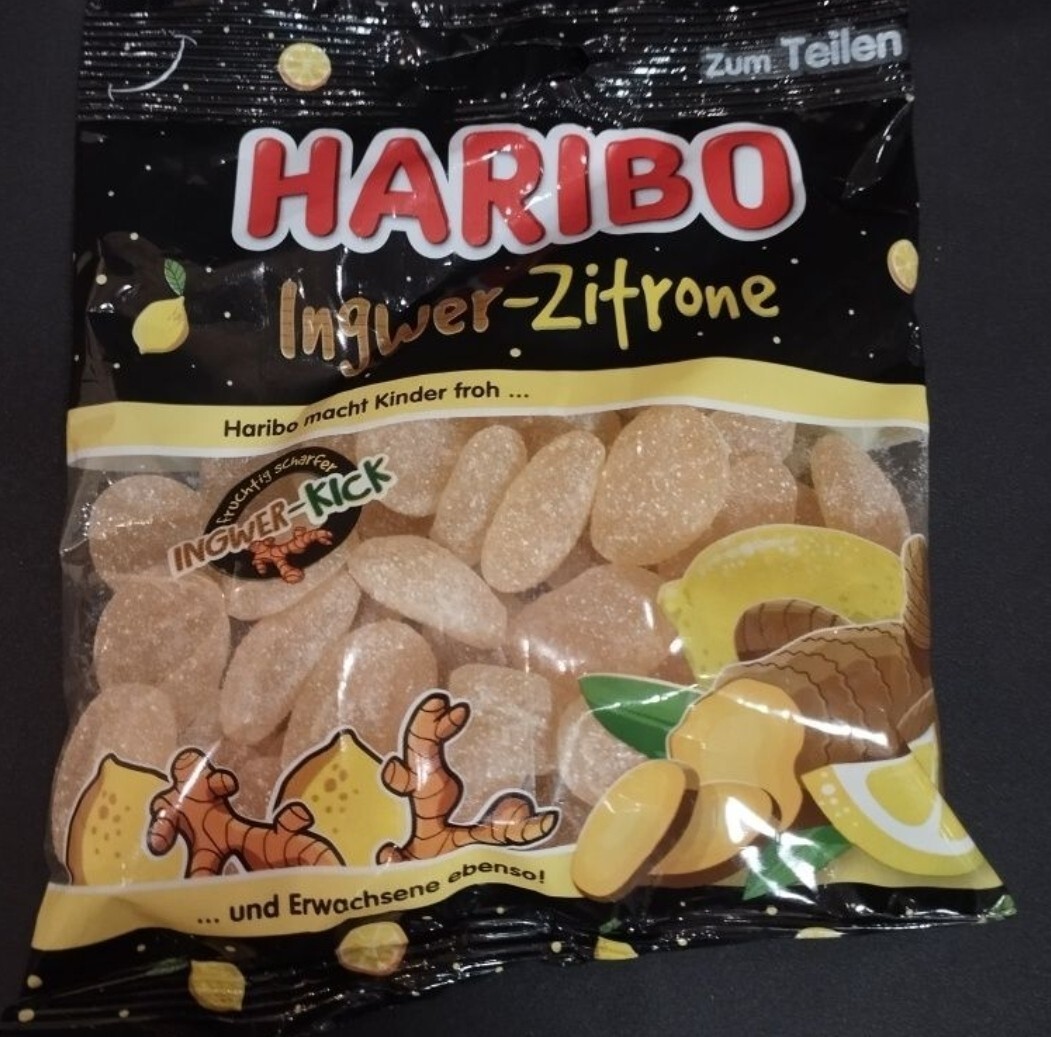 Zum Teilen
HARIBO
Ingwer-Zitrone
Haribo macht Kinder froh ...
fruchtig scharfer
INGWER-KICK
... und Erwachsene ebenso!